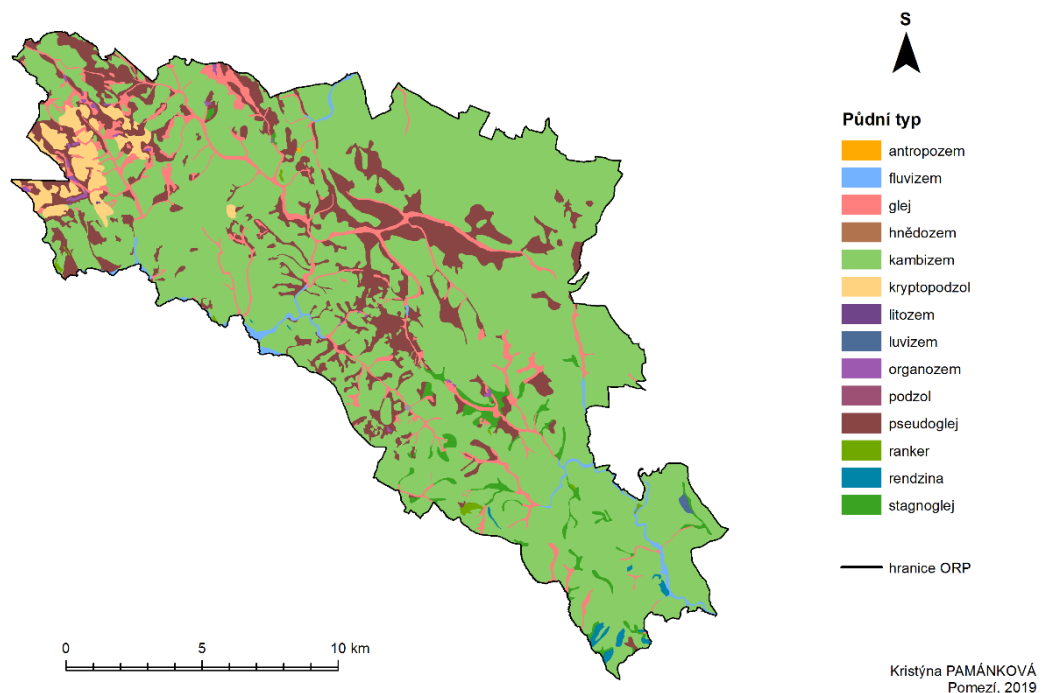 S
Půdní typ
antropozem
fluvizem
glej
hnědozem
kambizem
kryptopodzol
litozem
luvizem
organozem
podzol
pseudoglej
ranker
rendzina
stagnoglej
hranice ORP
0 5 10 km
Kristýna PAMÁNKOVÁ
Pomezí, 2019